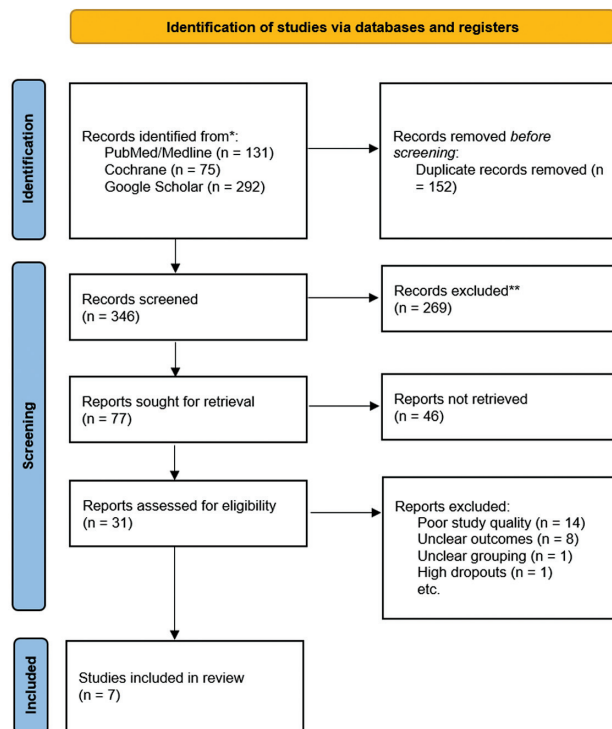 Identification of studies via databases and registers
Identification
Records identified from*:
PubMed/Medline (n = 131)
Cochrane (n = 75)
Google Scholar (n = 292)
Records removed before
screening:
Duplicate records removed (n
= 152)
Screening
Records screened
(n = 346)
Records excluded**
(n = 269)
Reports sought for retrieval
(n = 77)
Reports not retrieved
(n = 46)
Reports assessed for eligibility
(n = 31)
Reports excluded:
Poor study quality (n = 14)
Unclear outcomes (n = 8)
Unclear grouping (n = 1)
High dropouts (n = 1)
etc.
Included
Studies included in review
(n = 7)